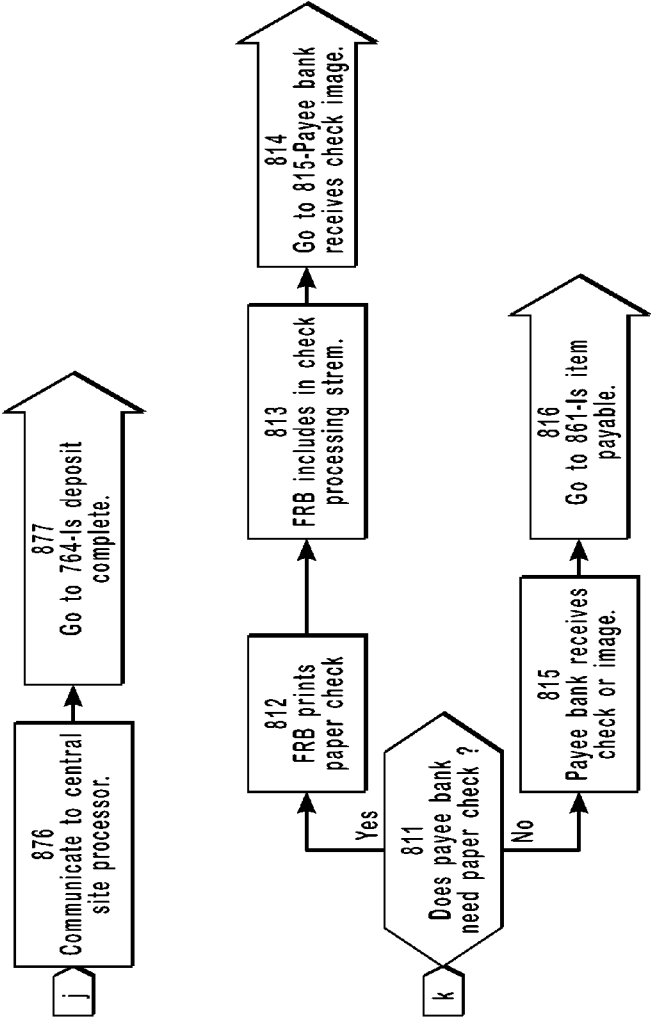 j
876
Communicate to central
site processor.
877
Go to 764-Is deposit
complete.
k
811
Does payee bank
need paper check ?
Yes
812
FRB prints
paper check
813
FRB includes in check
processing strem.
814
Go to 815-Payee bank
receives check image.
No
815
Payee bank receives
check or image.
816
Go to 861-Is item
payable.